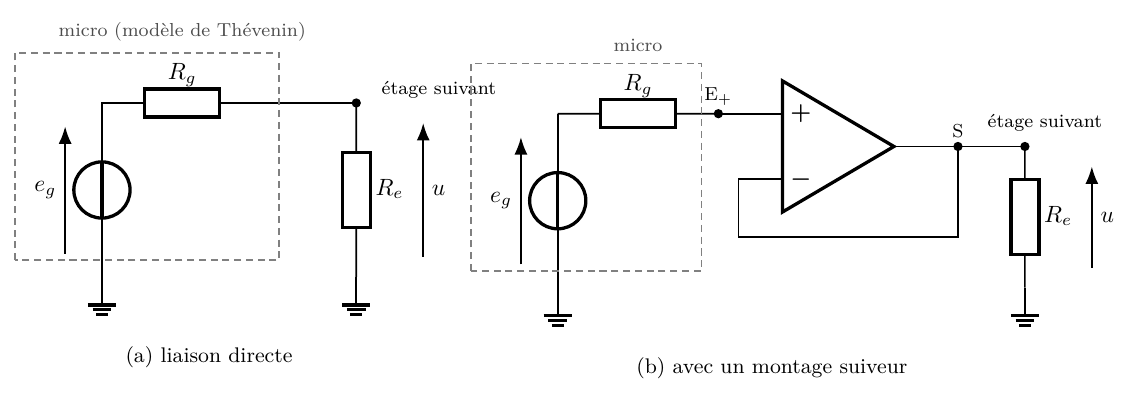 micro (modèle de Thévenin)
R_g
étage suivant
e_g
R_e
u
(a) liaison directe
micro
R_g
E_+
+
−
S
étage suivant
e_g
R_e
u
(b) avec un montage suiveur